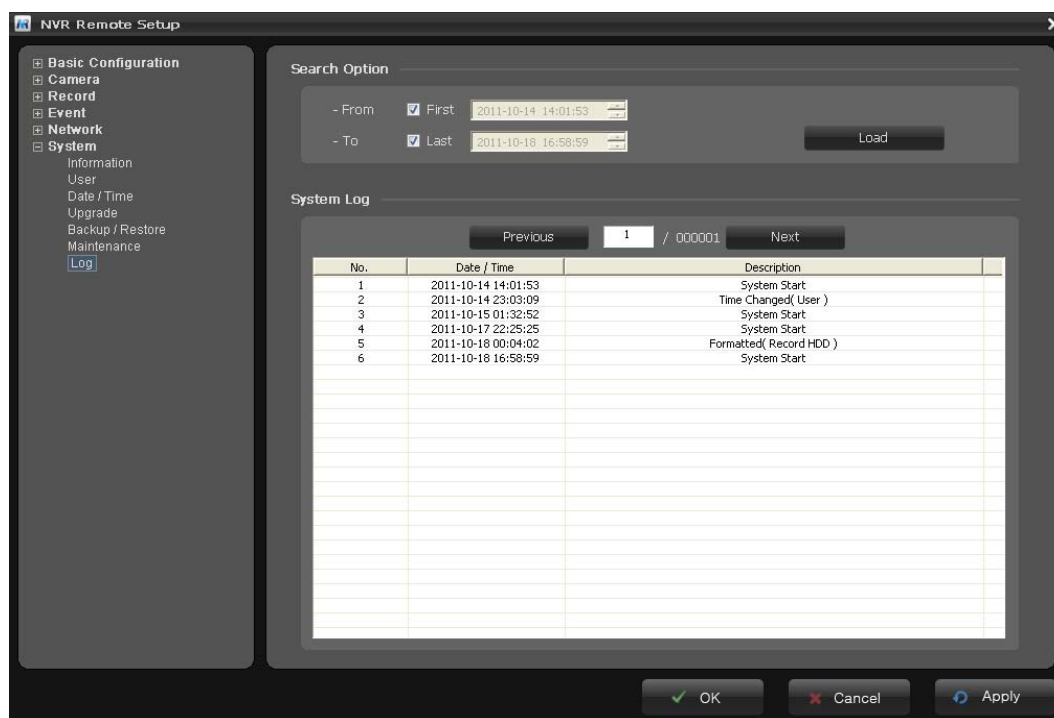 NVR Remote Setup
Basic Configuration
Camera
Record
Event
Network
System
Information
User
Date / Time
Upgrade
Backup / Restore
Maintenance
Log
Search Option
- From First 2011-10-14 14:01:53
- To Last 2011-10-18 16:58:59
Load
System Log
Previous 1 / 000001 Next
No. Date / Time Description
1 2011-10-14 14:01:53 System Start
2 2011-10-14 23:03:09 Time Changed( User )
3 2011-10-15 01:32:52 System Start
4 2011-10-17 22:25:25 System Start
5 2011-10-18 00:04:02 Formatted( Record HDD )
6 2011-10-18 16:58:59 System Start
OK Cancel Apply